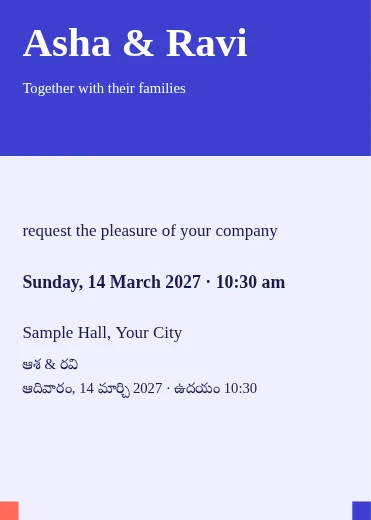 Asha & Ravi
Together with their families
request the pleasure of your company
Sunday, 14 March 2027 · 10:30 am
Sample Hall, Your City
ఆశ & రవి
ఆదివారం, 14 మార్చి 2027 · ఉదయం 10:30